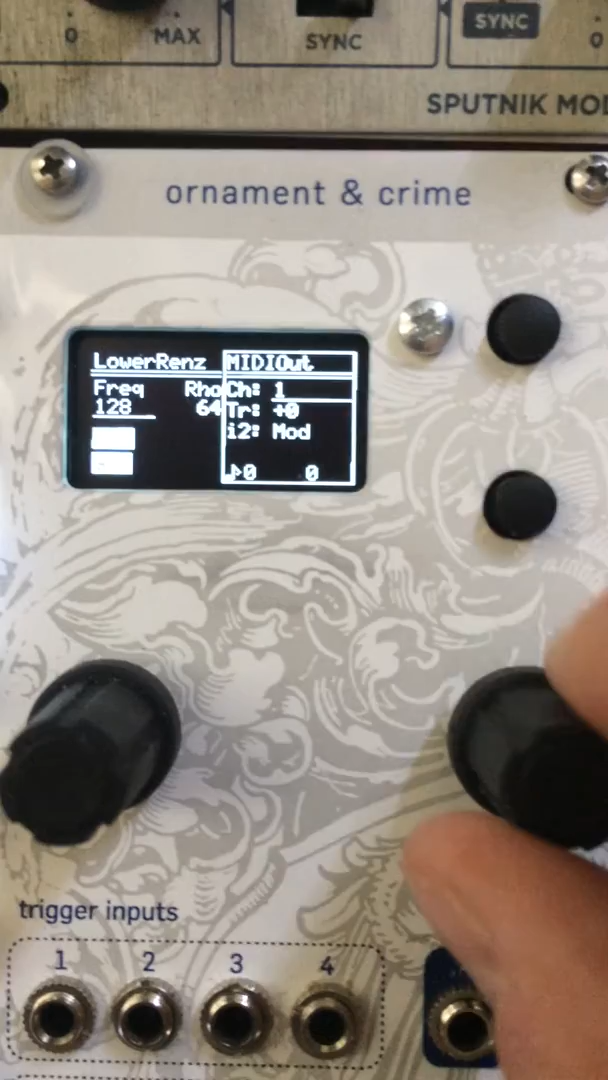 0 MAX
SYNC
SYNC
0
SPUTNIK MO
ornament & crime
LowerRenz
Freq Rho
128 64
MIDIOut
Ch: 1
Tr: +0
i2: Mod
0 0
trigger inputs
1 2 3 4